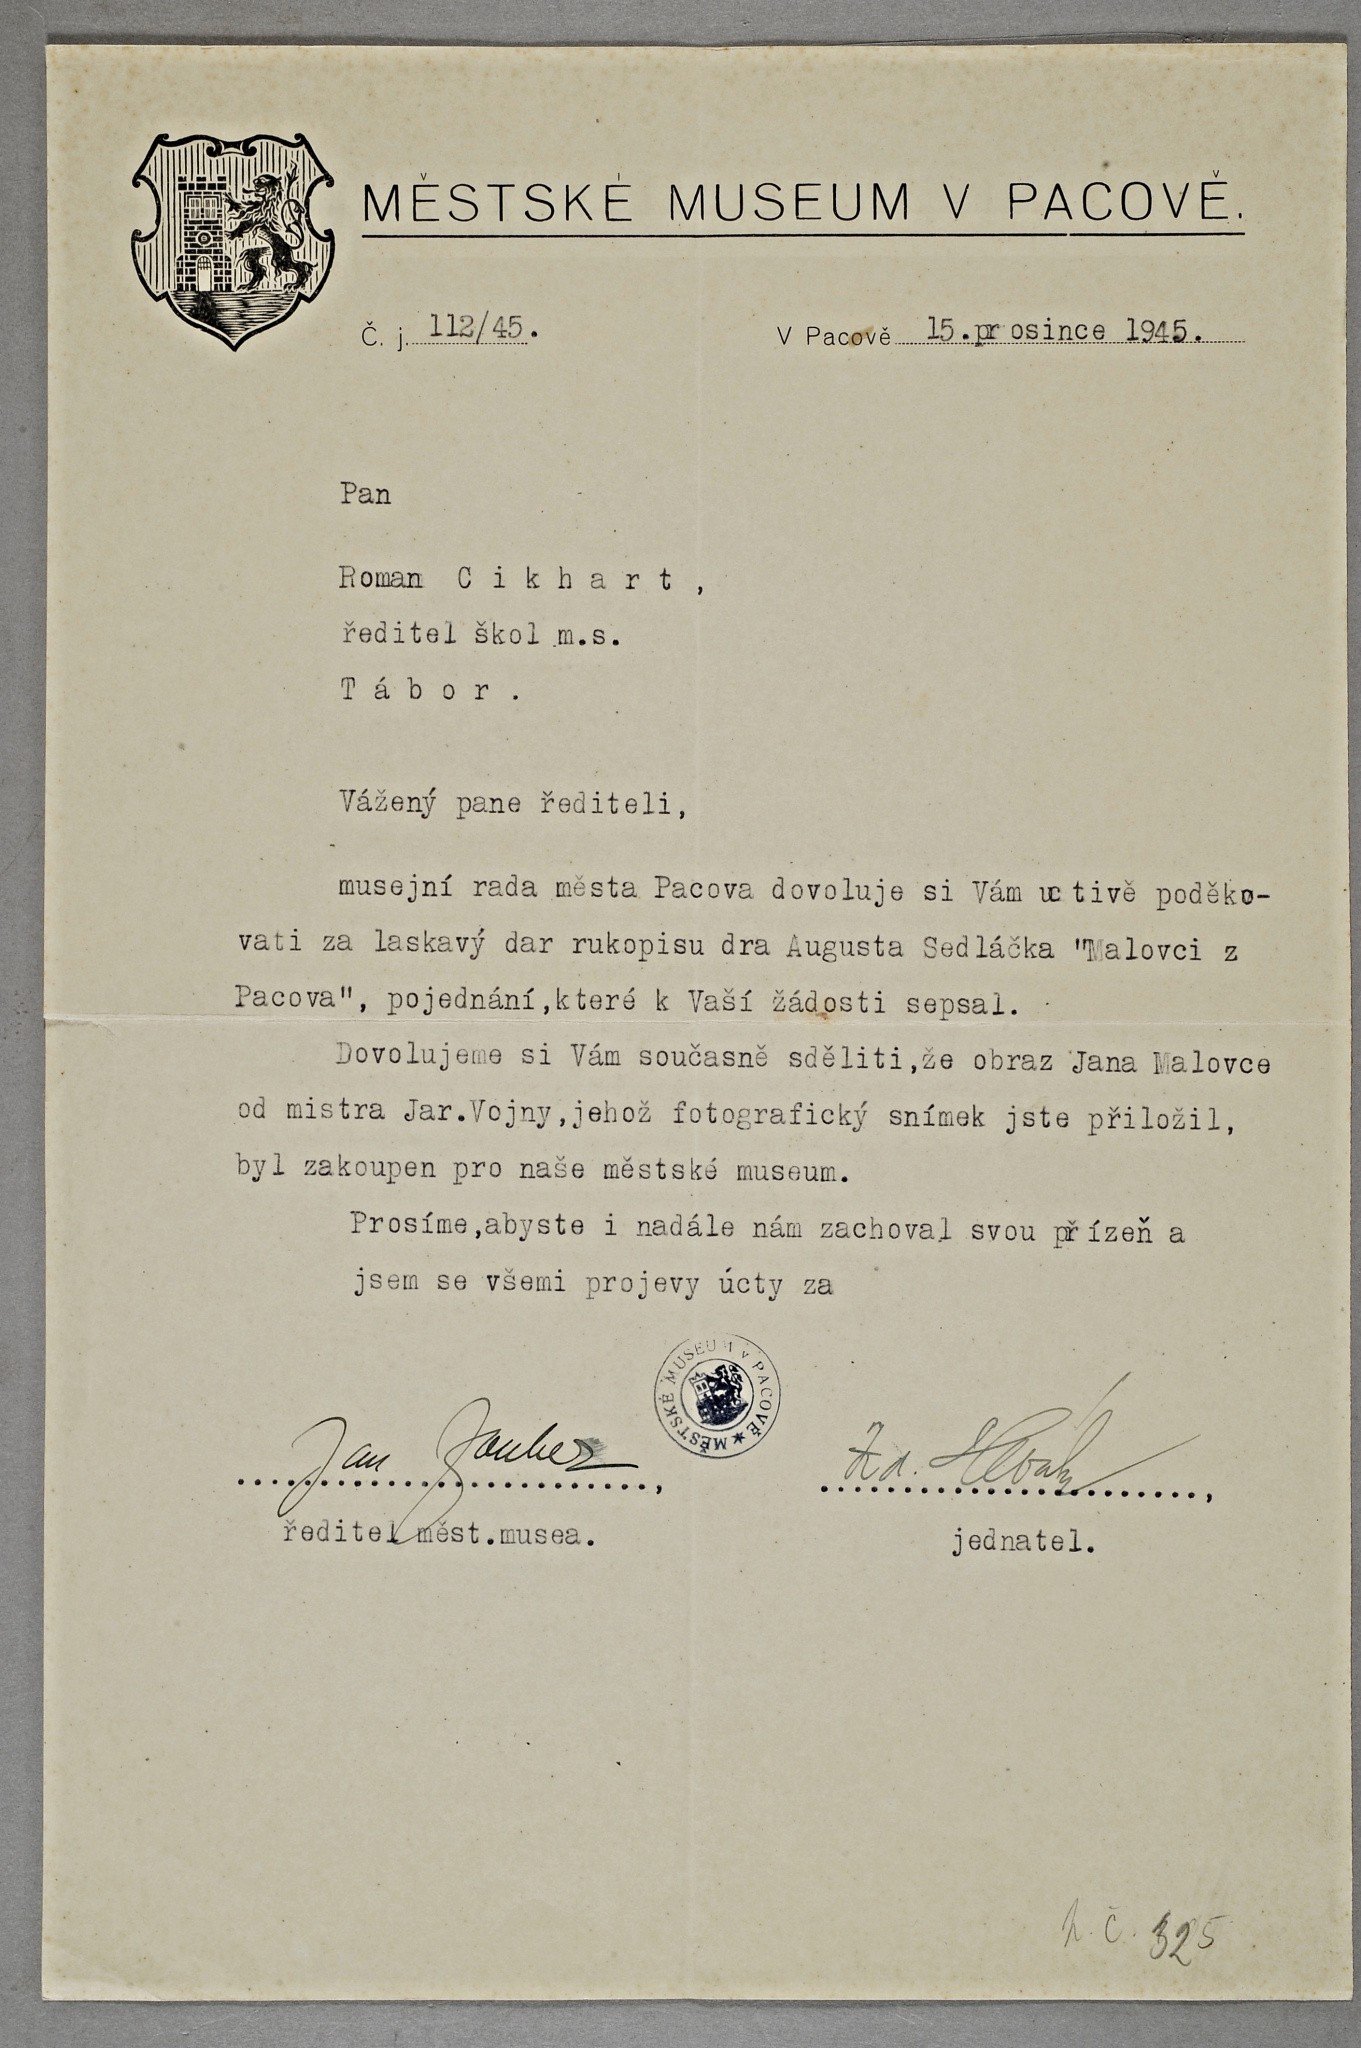 MĚSTSKÉ MUSEUM V PACOVĚ.
Č. j. 112/45.
V Pacově 15.prosince 1945.
Pan
Roman Cikhart,
ředitel škol m.s.
Tábor.
Vážený pane řediteli,
musejní rada města Pacova dovoluje si Vám uctivě poděko-
vati za laskavý dar rukopisu dra Augusta Sedláčka "Malovci z
Pacova", pojednání,které k Vaší žádosti sepsal.
Dovolujeme si Vám současně sděliti,že obraz Jana Malovce
od mistra Jar.Vojny,jehož fotografický snímek jste přiložil,
byl zakoupen pro naše městské museum.
Prosíme,abyste i nadále nám zachoval svou přízeň a
jsem se všemi projevy úcty za
MĚSTSKÉ MUSEUM v PACOVĚ
Jan
....................,
Zd.
....................,
ředitel měst.musea.
jednatel.
č. 325